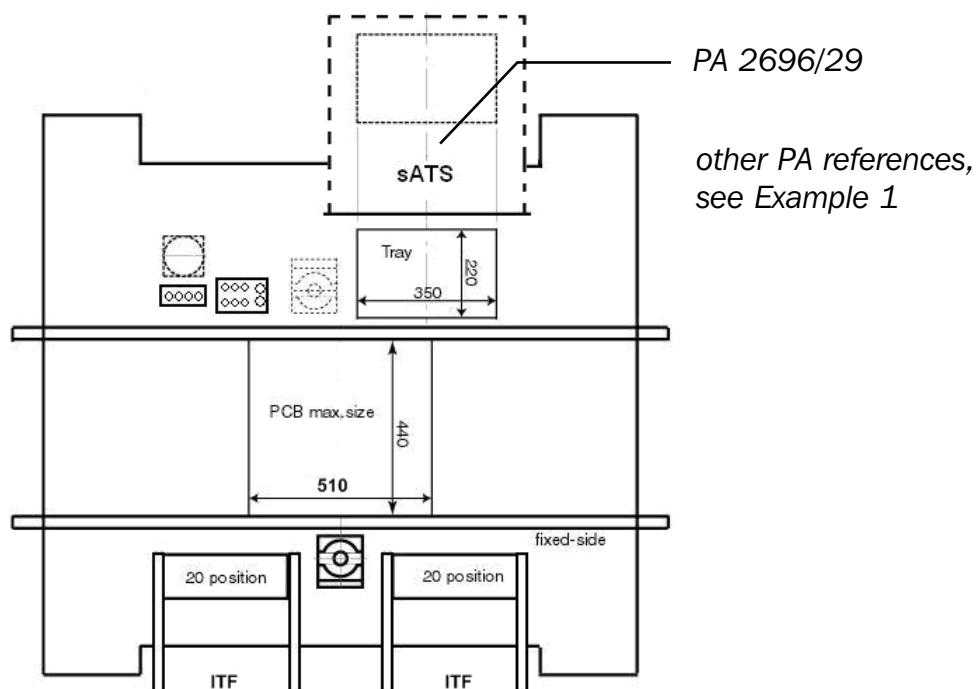 PA 2696/29
other PA references,
see Example 1
sATS
Tray
220
350
PCB max,size
440
510
fixed-side
20 position
20 position
ITF
ITF